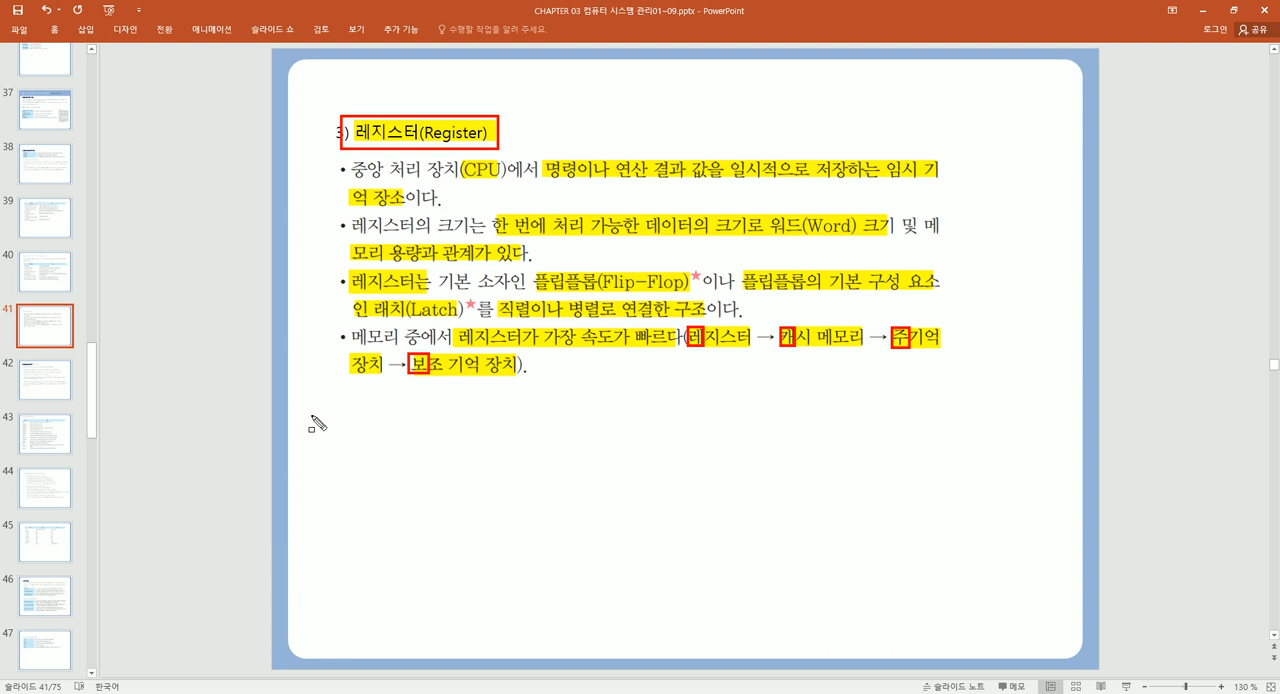 CHAPTER 03 컴퓨터 시스템 관리01~09.pptx - PowerPoint
파일 홈 삽입 디자인 전환 애니메이션 슬라이드 쇼 검토 보기 추가 기능 수행할 작업을 알려 주세요. 로그인 공유
37
38
39
40
41
42
43
44
45
46
47
3) 레지스터(Register)
• 중앙 처리 장치(CPU)에서 명령이나 연산 결과 값을 일시적으로 저장하는 임시 기
억 장소이다.
• 레지스터의 크기는 한 번에 처리 가능한 데이터의 크기로 워드(Word) 크기 및 메
모리 용량과 관계가 있다.
• 레지스터는 기본 소자인 플립플롭(Flip-Flop)★이나 플립플롭의 기본 구성 요소
인 래치(Latch)★를 직렬이나 병렬로 연결한 구조이다.
• 메모리 중에서 레지스터가 가장 속도가 빠르다(레지스터 → 캐시 메모리 → 주기억
장치 → 보조 기억 장치).
슬라이드 41/75 한국어 슬라이드 노트 메모 130 %